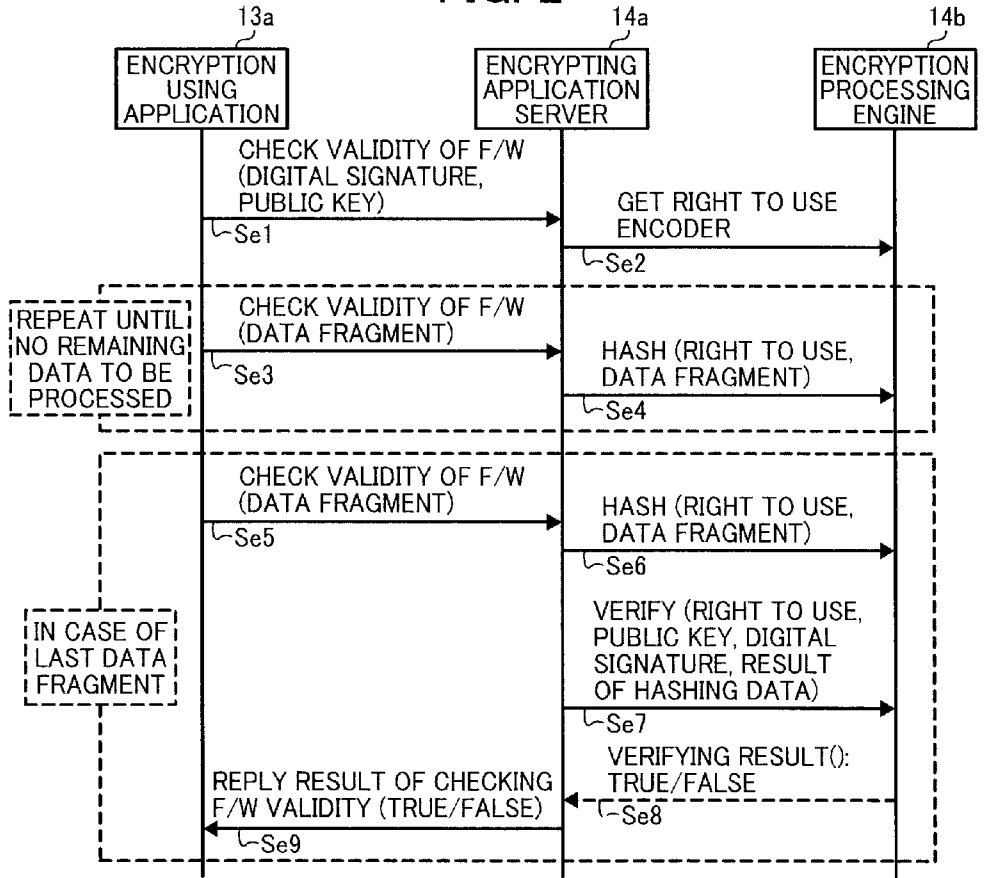 13a
14a
14b
ENCRYPTION
USING
APPLICATION
ENCRYPTING
APPLICATION
SERVER
ENCRYPTION
PROCESSING
ENGINE
CHECK VALIDITY OF F/W
(DIGITAL SIGNATURE,
PUBLIC KEY)
Se1
GET RIGHT TO USE
ENCODER
Se2
REPEAT UNTIL
NO REMAINING
DATA TO BE
PROCESSED
CHECK VALIDITY OF F/W
(DATA FRAGMENT)
Se3
HASH (RIGHT TO USE,
DATA FRAGMENT)
Se4
CHECK VALIDITY OF F/W
(DATA FRAGMENT)
Se5
HASH (RIGHT TO USE,
DATA FRAGMENT)
Se6
IN CASE OF
LAST DATA
FRAGMENT
VERIFY (RIGHT TO USE,
PUBLIC KEY, DIGITAL
SIGNATURE, RESULT
OF HASHING DATA)
Se7
VERIFYING RESULT():
TRUE/FALSE
Se8
REPLY RESULT OF CHECKING
F/W VALIDITY (TRUE/FALSE)
Se9